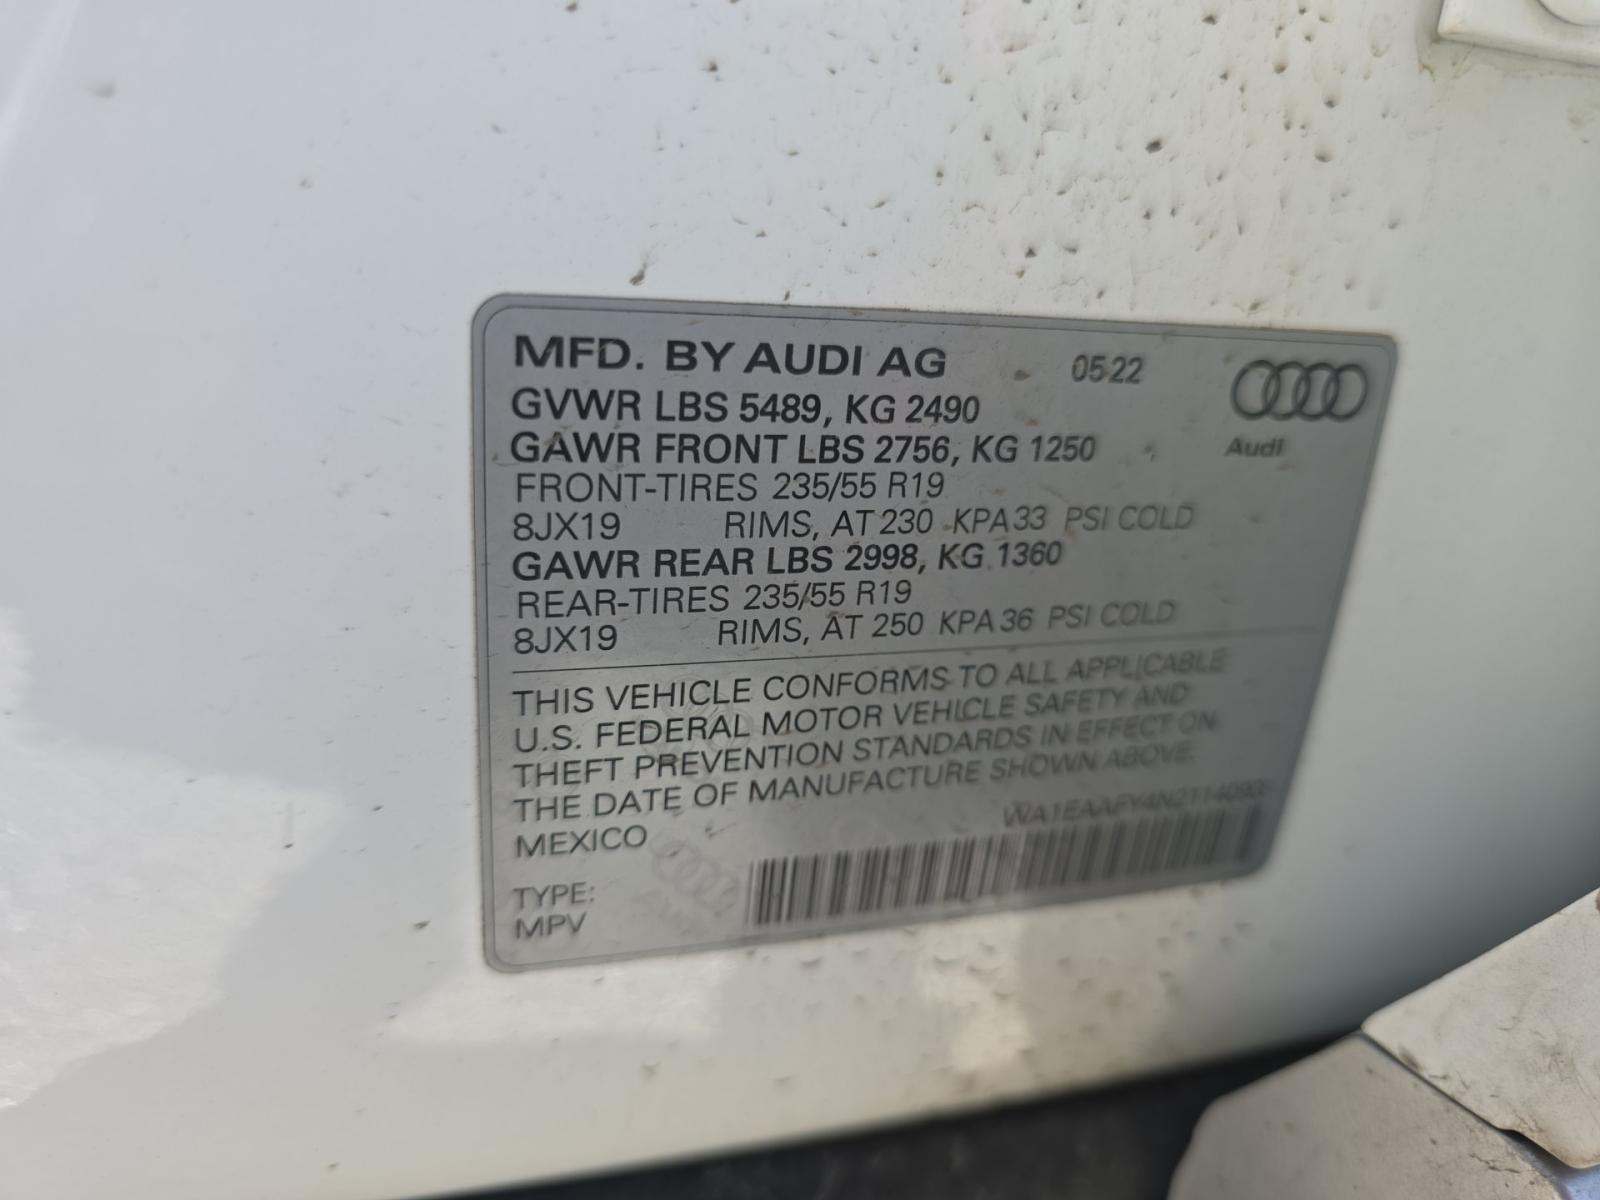 MFD. BY AUDI AG 0522
GVWR LBS 5489, KG 2490
Audi
GAWR FRONT LBS 2756, KG 1250
FRONT-TIRES 235/55 R19
8JX19 RIMS, AT 230 KPA 33 PSI COLD
GAWR REAR LBS 2998, KG 1360
REAR-TIRES 235/55 R19
8JX19 RIMS, AT 250 KPA 36 PSI COLD
THIS VEHICLE CONFORMS TO ALL APPLICABLE
U.S. FEDERAL MOTOR VEHICLE SAFETY AND
THEFT PREVENTION STANDARDS IN EFFECT ON
THE DATE OF MANUFACTURE SHOWN ABOVE.
MEXICO
TYPE:
MPV